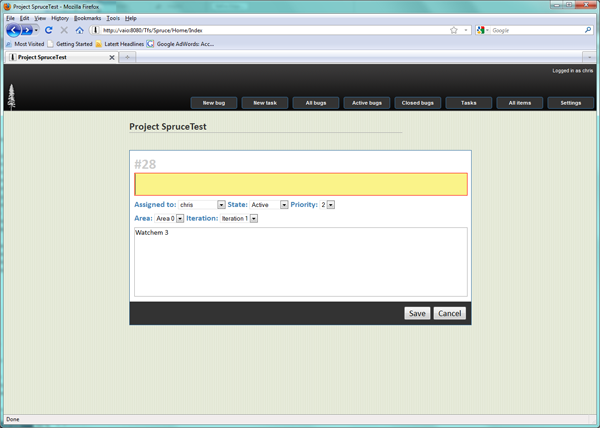 Project SpruceTest - Mozilla Firefox
File Edit View History Bookmarks Tools Help
http://vaio:8080/Tfs/Spruce/Home/Index Google
Most Visited Getting Started Latest Headlines Google AdWords: Acc...
Project SpruceTest
Logged in as chris
New bug New task All bugs Active bugs Closed bugs Tasks All items Settings
Project SpruceTest
#28
Assigned to: chris State: Active Priority: 2
Area: Area 0 Iteration: Iteration 1
Watchem 3
Save Cancel
Done